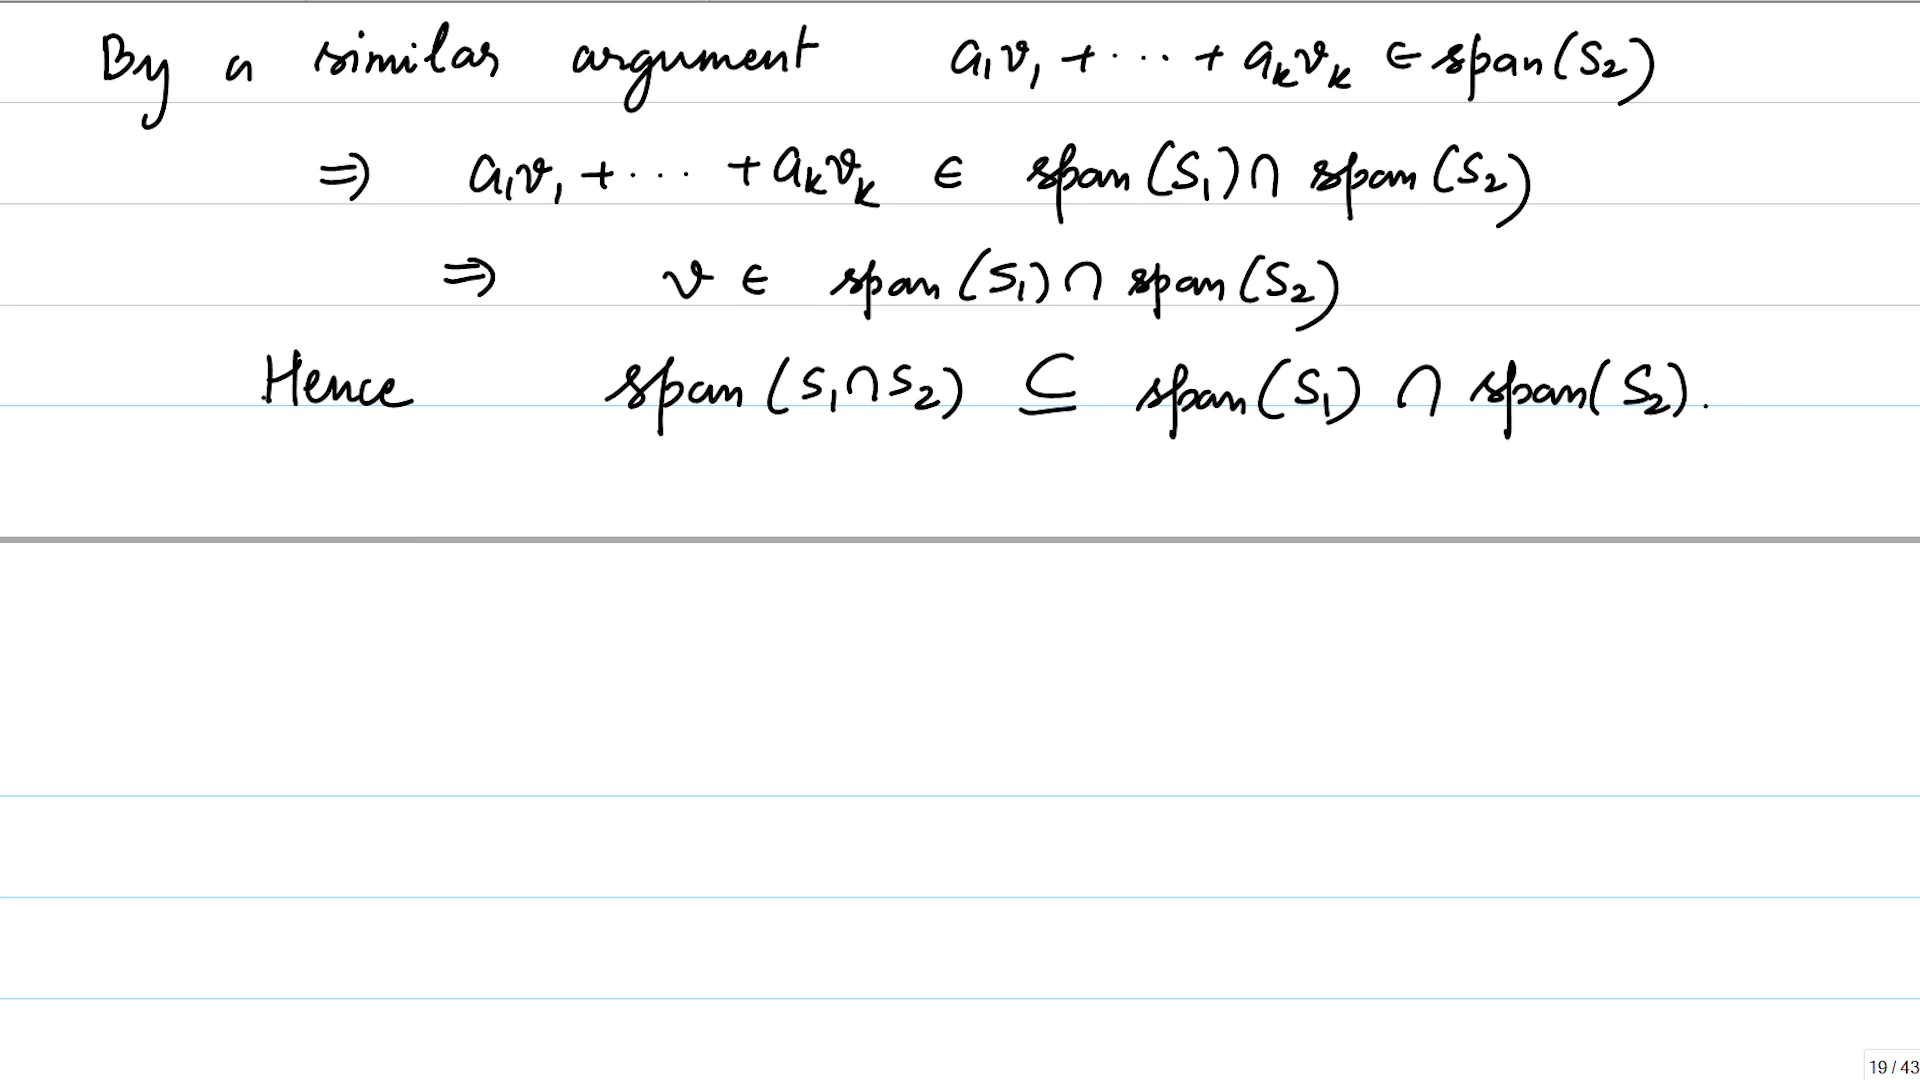 By a similar argument a₁v₁ + ··· + aₖvₖ ∈ span(S₂)
⇒ a₁v₁ + ··· + aₖvₖ ∈ span(S₁) ∩ span(S₂)
⇒ v ∈ span(S₁) ∩ span(S₂)
Hence span(S₁∩S₂) ⊆ span(S₁) ∩ span(S₂).
19 / 43